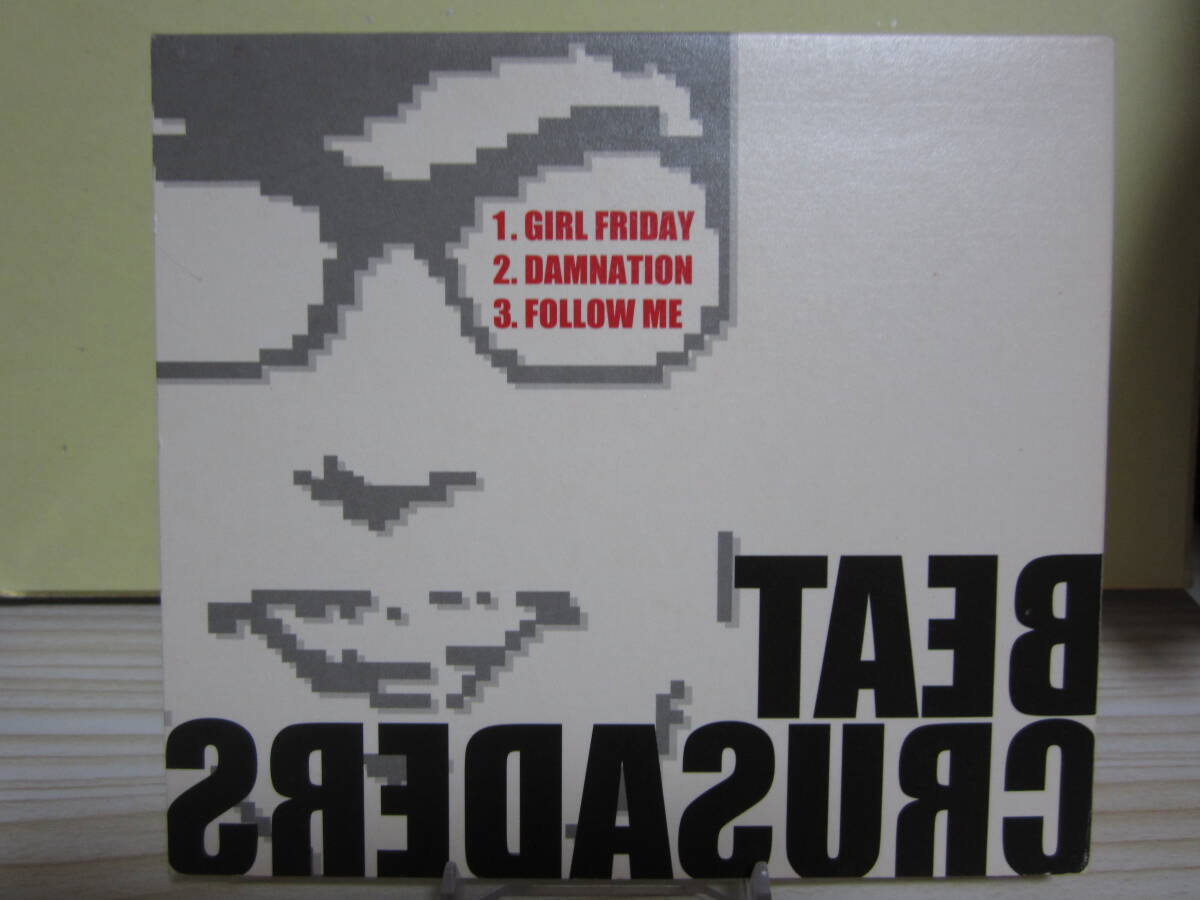 1. GIRL FRIDAY
2. DAMNATION
3. FOLLOW ME
BEAT
CRUSADERS